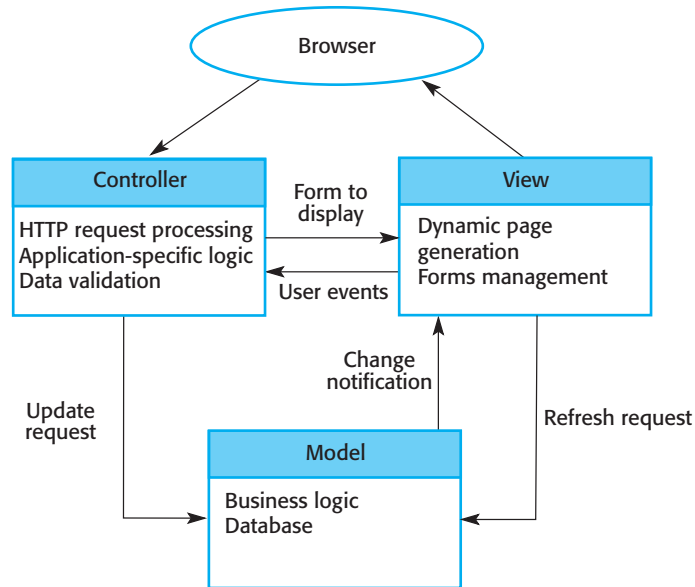 Browser
Controller
HTTP request processing
Application-specific logic
Data validation
Form to
display
User events
View
Dynamic page
generation
Forms management
Update
request
Change
notification
Refresh request
Model
Business logic
Database